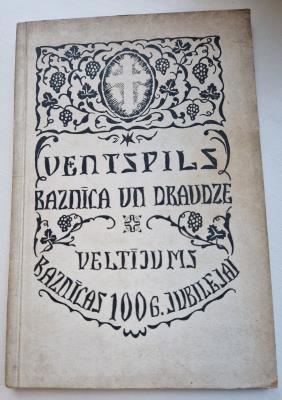 VENTSPILS
BAZNĪCA UN DRAUDZE
VELTĪJUMS
BAZNĪCAS 100 G. JUBILEJAI